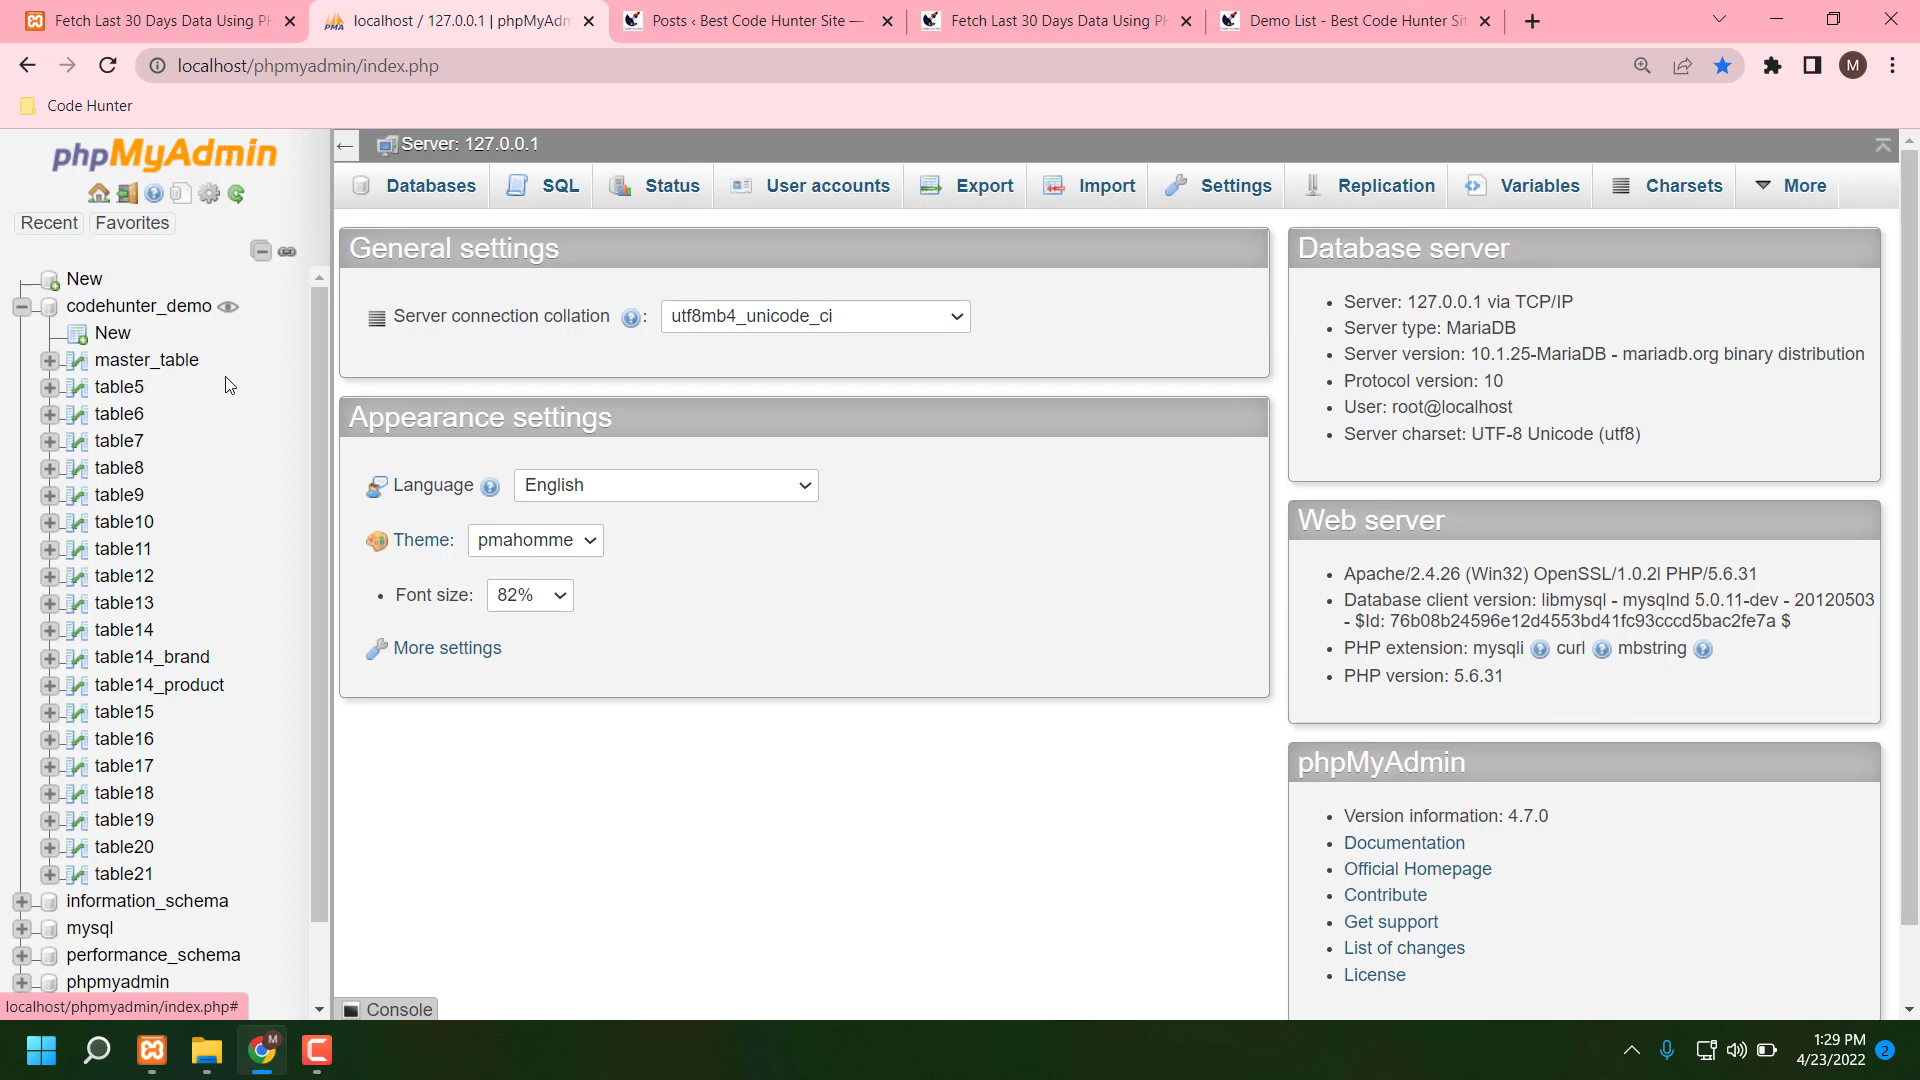 Fetch Last 30 Days Data Using PH
localhost / 127.0.0.1 | phpMyAdm
Posts ‹ Best Code Hunter Site —
Fetch Last 30 Days Data Using PH
Demo List - Best Code Hunter Sit
localhost/phpmyadmin/index.php
M
Code Hunter
phpMyAdmin
Recent
Favorites
New
codehunter_demo
New
master_table
table5
table6
table7
table8
table9
table10
table11
table12
table13
table14
table14_brand
table14_product
table15
table16
table17
table18
table19
table20
table21
information_schema
mysql
performance_schema
phpmyadmin
localhost/phpmyadmin/index.php#
Server: 127.0.0.1
Databases
SQL
Status
User accounts
Export
Import
Settings
Replication
Variables
Charsets
More
General settings
Server connection collation
:
utf8mb4_unicode_ci
Appearance settings
Language
English
Theme:
pmahomme
Font size:
82%
More settings
Database server
Server: 127.0.0.1 via TCP/IP
Server type: MariaDB
Server version: 10.1.25-MariaDB - mariadb.org binary distribution
Protocol version: 10
User: root@localhost
Server charset: UTF-8 Unicode (utf8)
Web server
Apache/2.4.26 (Win32) OpenSSL/1.0.2l PHP/5.6.31
Database client version: libmysql - mysqlnd 5.0.11-dev - 20120503
- $Id: 76b08b24596e12d4553bd41fc93cccd5bac2fe7a $
PHP extension: mysqli curl mbstring
PHP version: 5.6.31
phpMyAdmin
Version information: 4.7.0
Documentation
Official Homepage
Contribute
Get support
List of changes
License
Console
1:29 PM
4/23/2022
2